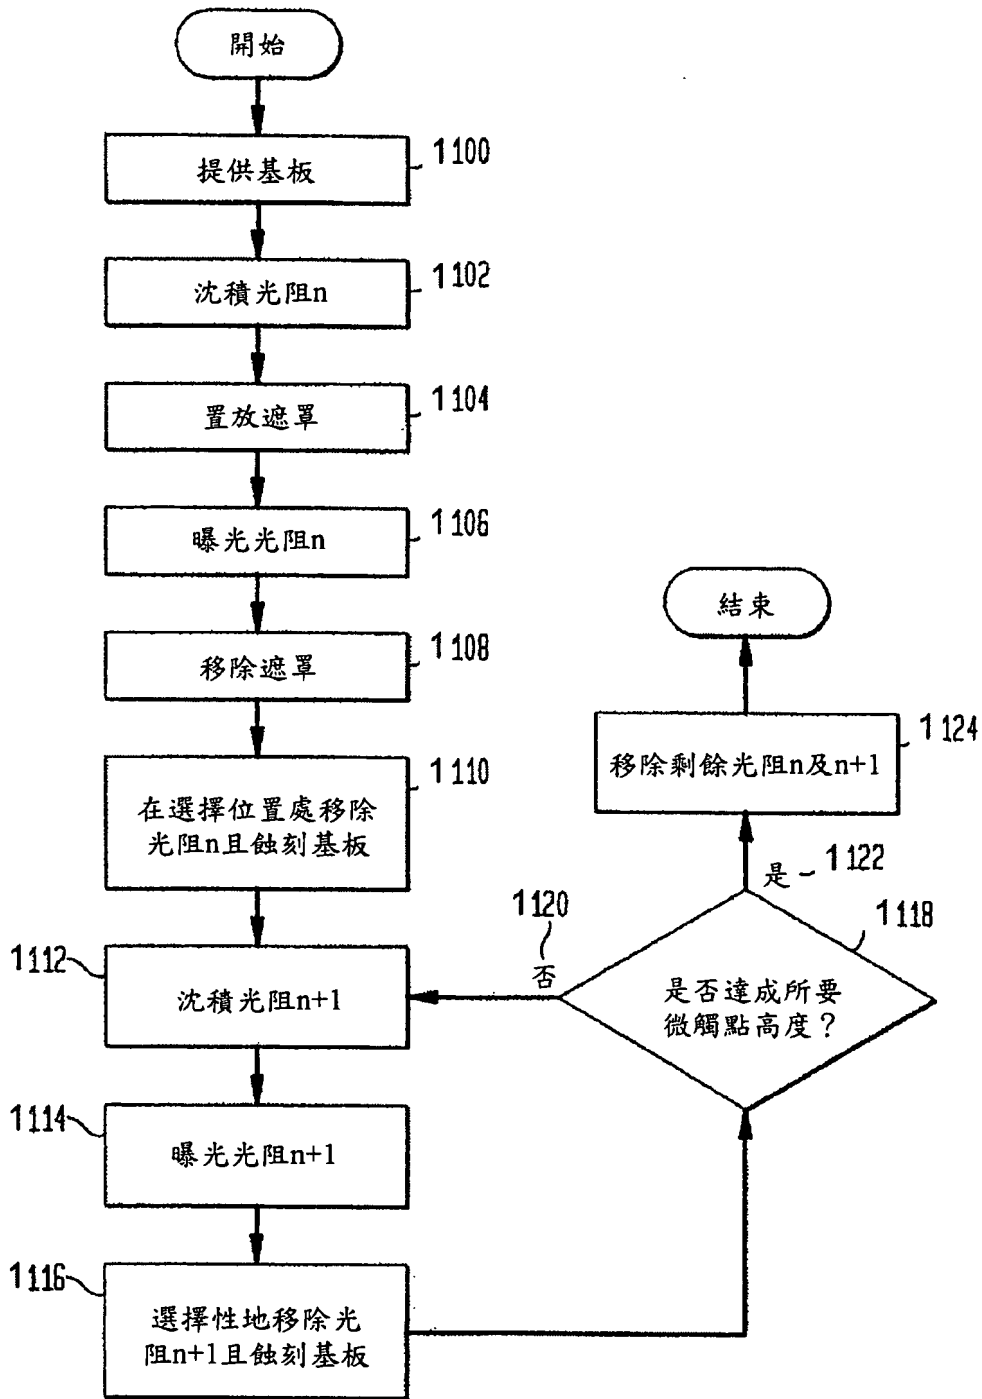 開始
提供基板
1100
沈積光阻n
1102
置放遮罩
1104
曝光光阻n
1106
移除遮罩
1108
在選擇位置處移除
光阻n且蝕刻基板
1110
沈積光阻n+1
1112
曝光光阻n+1
1114
選擇性地移除光
阻n+1且蝕刻基板
1116
是否達成所要
微觸點高度？
1118
否
1120
是
1122
移除剩餘光阻n及n+1
1124
結束